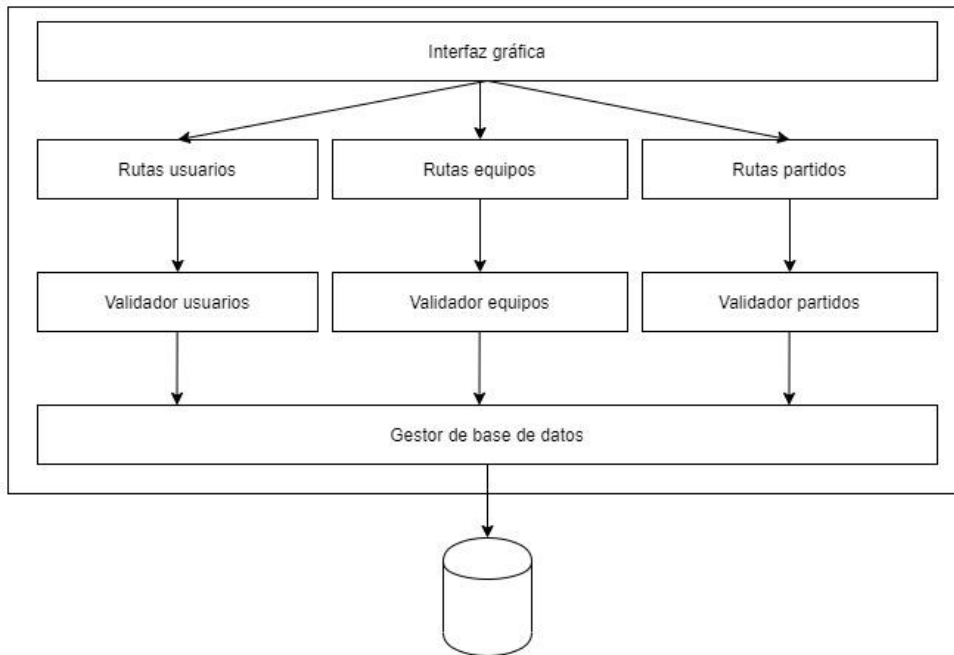 Interfaz gráfica
Rutas usuarios
Rutas equipos
Rutas partidos
Validador usuarios
Validador equipos
Validador partidos
Gestor de base de datos